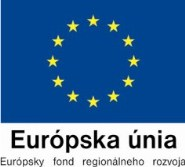 Európska únia
Európsky fond regionálneho rozvoja